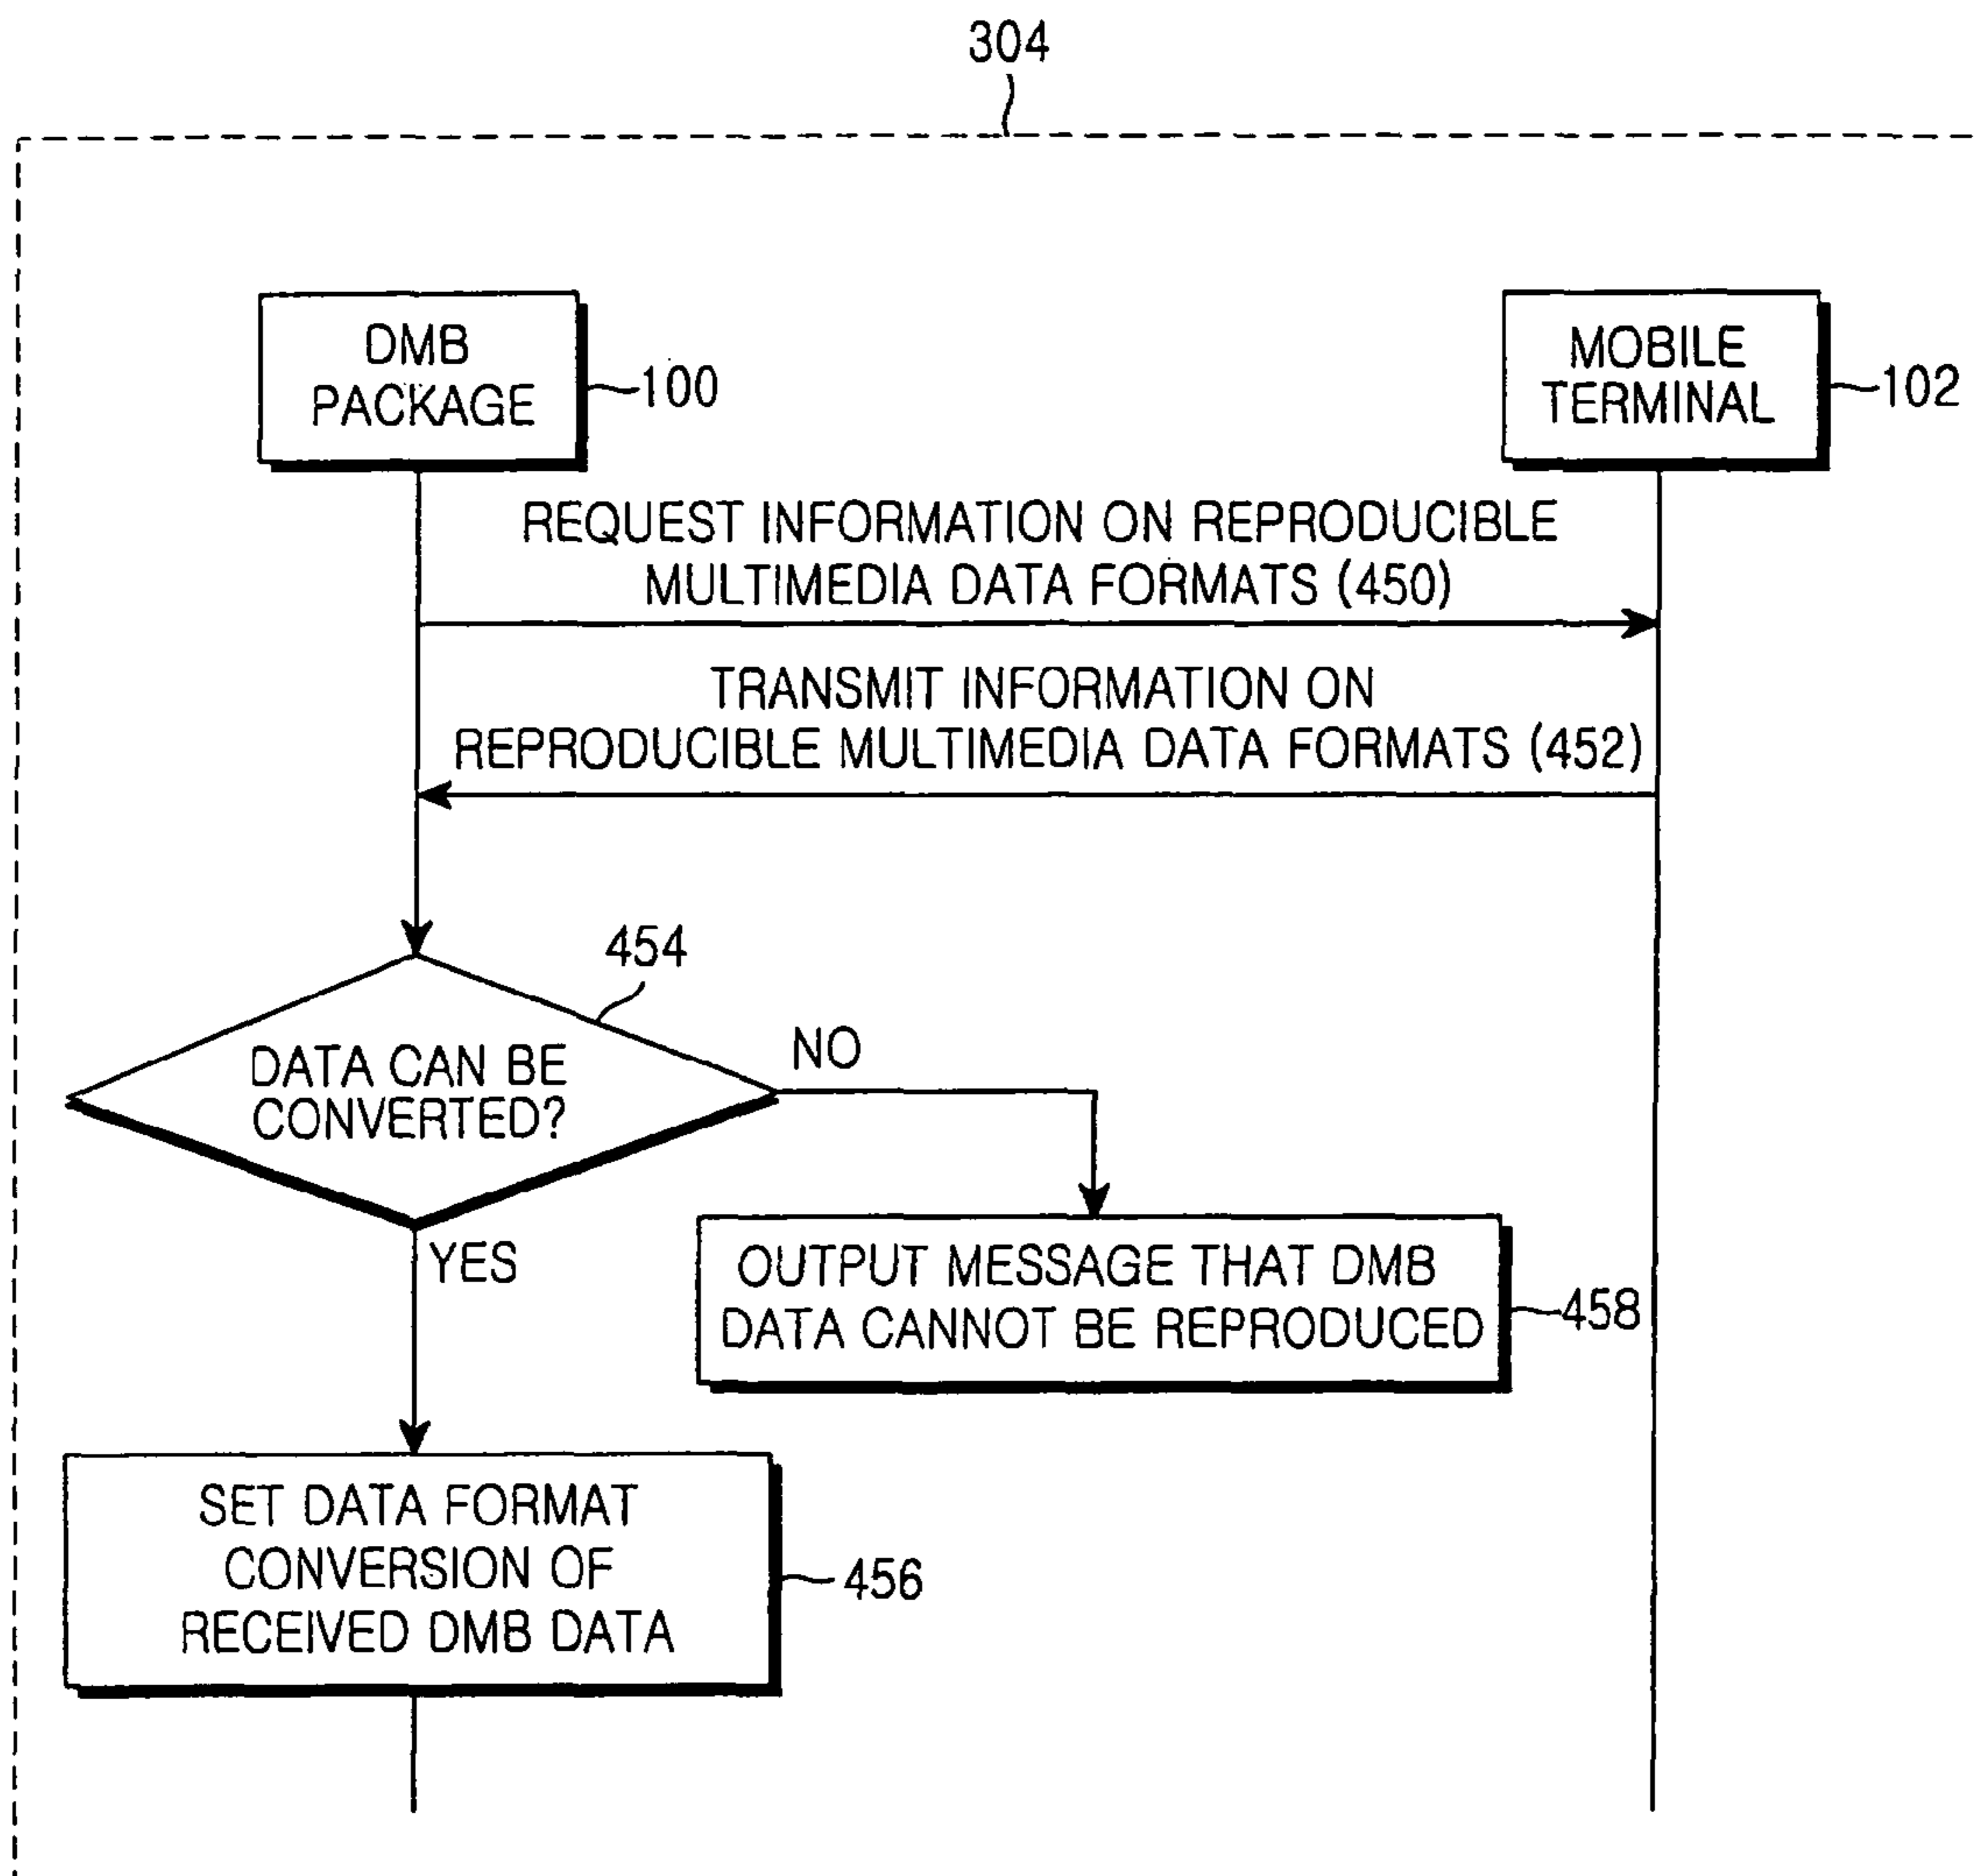 304
DMB
PACKAGE
100
MOBILE
TERMINAL
102
REQUEST INFORMATION ON REPRODUCIBLE
MULTIMEDIA DATA FORMATS (450)
TRANSMIT INFORMATION ON
REPRODUCIBLE MULTIMEDIA DATA FORMATS (452)
454
DATA CAN BE
CONVERTED?
NO
YES
OUTPUT MESSAGE THAT DMB
DATA CANNOT BE REPRODUCED
458
SET DATA FORMAT
CONVERSION OF
RECEIVED DMB DATA
456